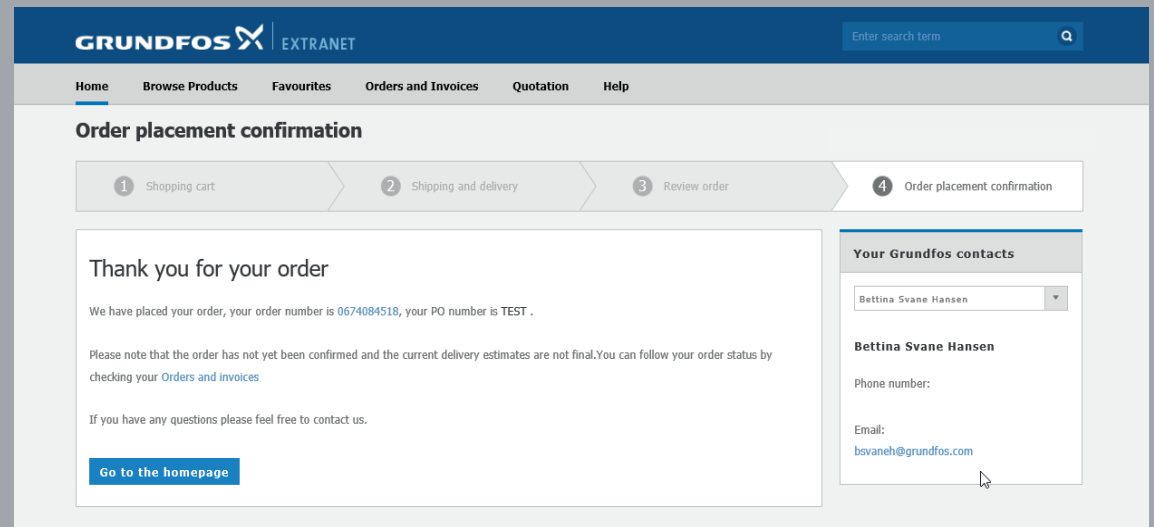 GRUNDFOS EXTRANET
Enter search term
Home Browse Products Favourites Orders and Invoices Quotation Help
Order placement confirmation
1 Shopping cart 2 Shipping and delivery 3 Review order 4 Order placement confirmation
Thank you for your order
We have placed your order, your order number is 0674084518, your PO number is TEST .
Please note that the order has not yet been confirmed and the current delivery estimates are not final.You can follow your order status by
checking your Orders and invoices
If you have any questions please feel free to contact us.
Go to the homepage
Your Grundfos contacts
Bettina Svane Hansen
Bettina Svane Hansen
Phone number:
Email:
bsvaneh@grundfos.com